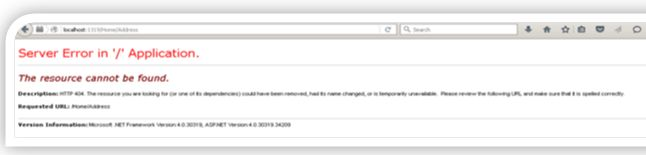 localhost:1319/Home/Address
Search
Server Error in '/' Application.
The resource cannot be found.
Description: HTTP 404. The resource you are looking for (or one of its dependencies) could have been removed, had its name changed, or is temporarily unavailable.  Please review the following URL and make sure that it is spelled correctly.
Requested URL: /Home/Address
Version Information: Microsoft .NET Framework Version:4.0.30319; ASP.NET Version:4.0.30319.34209